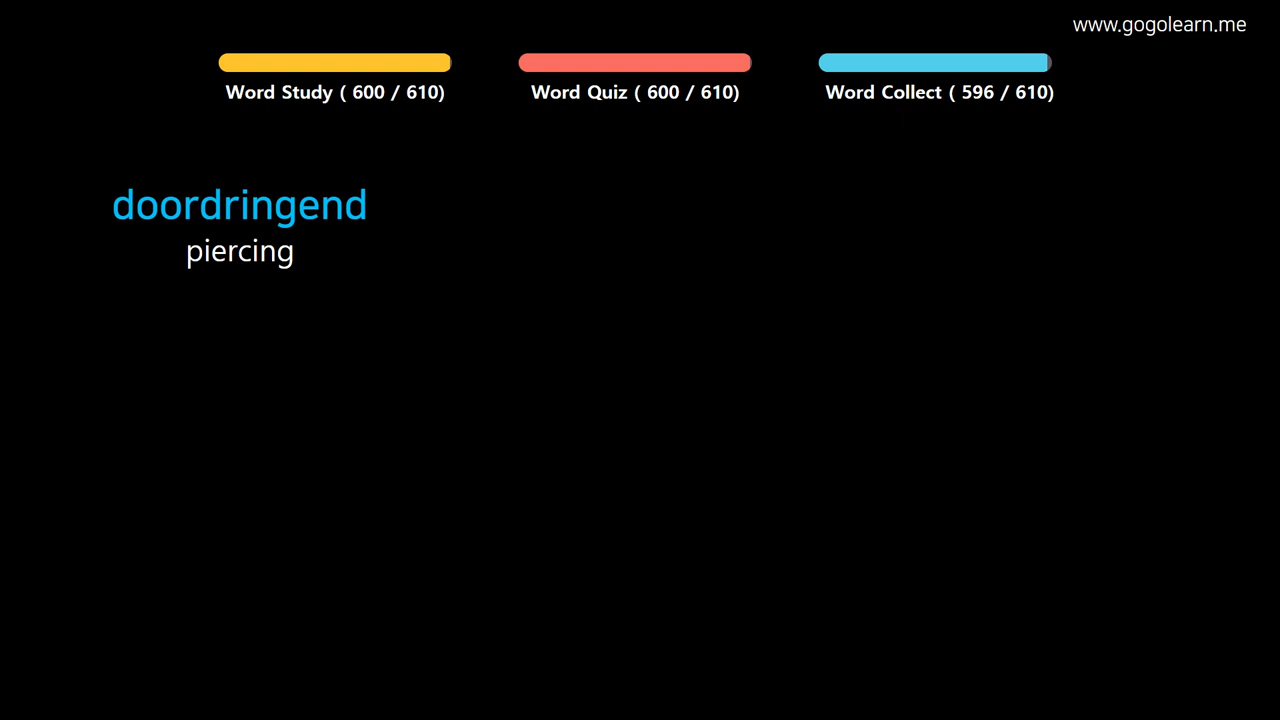 www.gogolearn.me
Word Study ( 600 / 610)
Word Quiz ( 600 / 610)
Word Collect ( 596 / 610)
doordringend
piercing